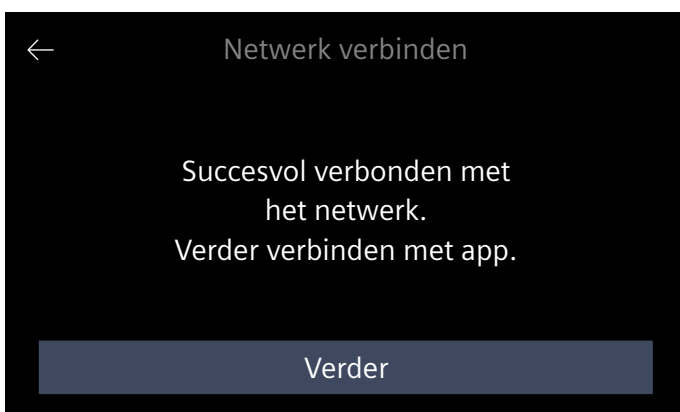 Netwerk verbinden
Succesvol verbonden met
het netwerk.
Verder verbinden met app.
Verder